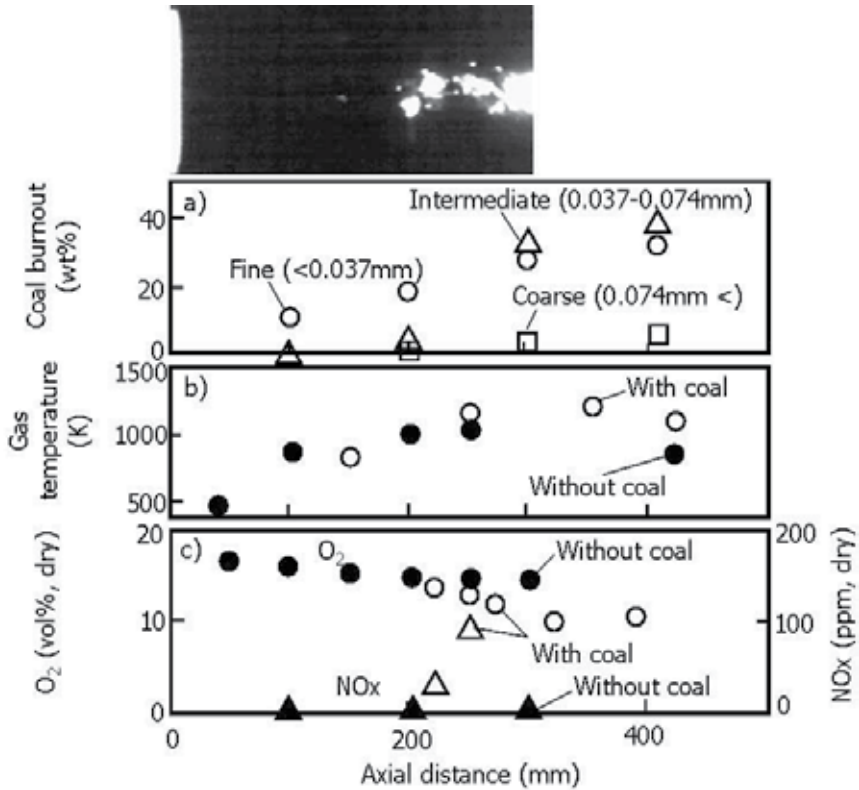 a)
Intermediate (0.037-0.074mm)
Fine (<0.037mm)
Coarse (0.074mm <)
Coal burnout
(wt%)
40
20
0
b)
With coal
Without coal
Gas
temperature
(K)
1500
1000
500
c)
O₂
Without coal
With coal
NOx
Without coal
O₂ (vol%, dry)
20
10
0
NOx (ppm, dry)
200
100
0
0
200
400
Axial distance (mm)